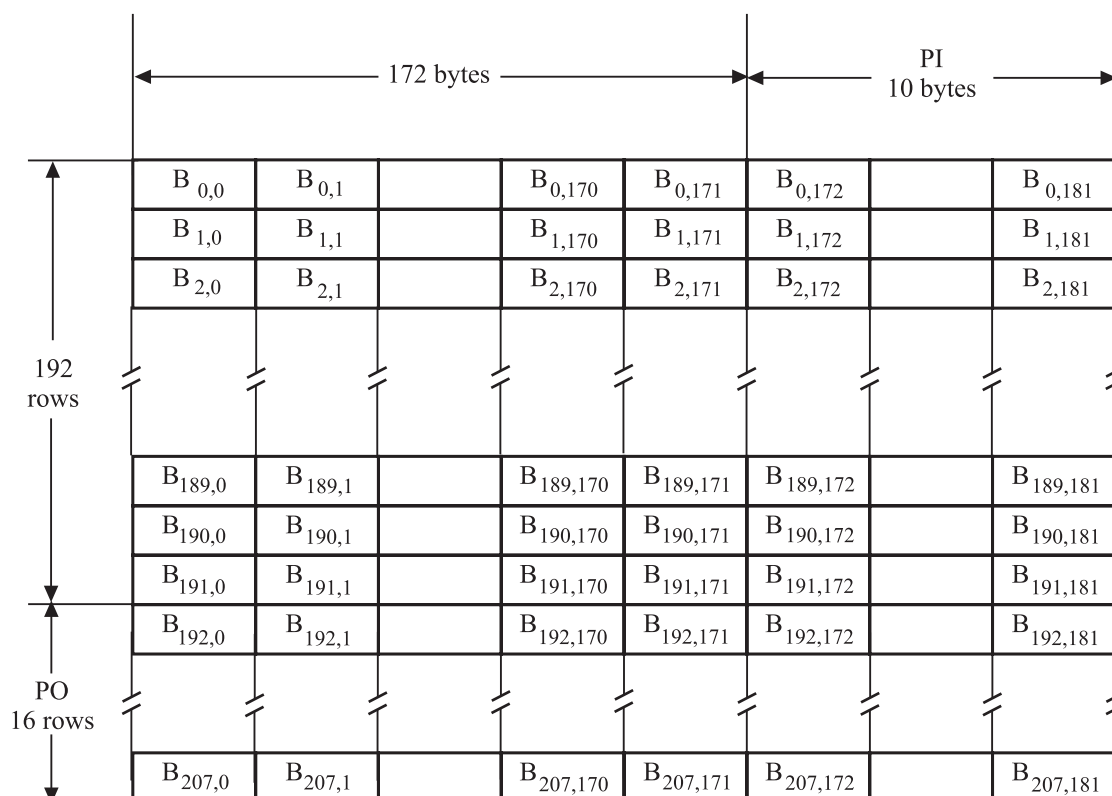 172 bytes
PI
10 bytes
B0,0 B0,1 B0,170 B0,171 B0,172 B0,181
B1,0 B1,1 B1,170 B1,171 B1,172 B1,181
B2,0 B2,1 B2,170 B2,171 B2,172 B2,181
192
rows
B189,0 B189,1 B189,170 B189,171 B189,172 B189,181
B190,0 B190,1 B190,170 B190,171 B190,172 B190,181
B191,0 B191,1 B191,170 B191,171 B191,172 B191,181
B192,0 B192,1 B192,170 B192,171 B192,172 B192,181
PO
16 rows
B207,0 B207,1 B207,170 B207,171 B207,172 B207,181